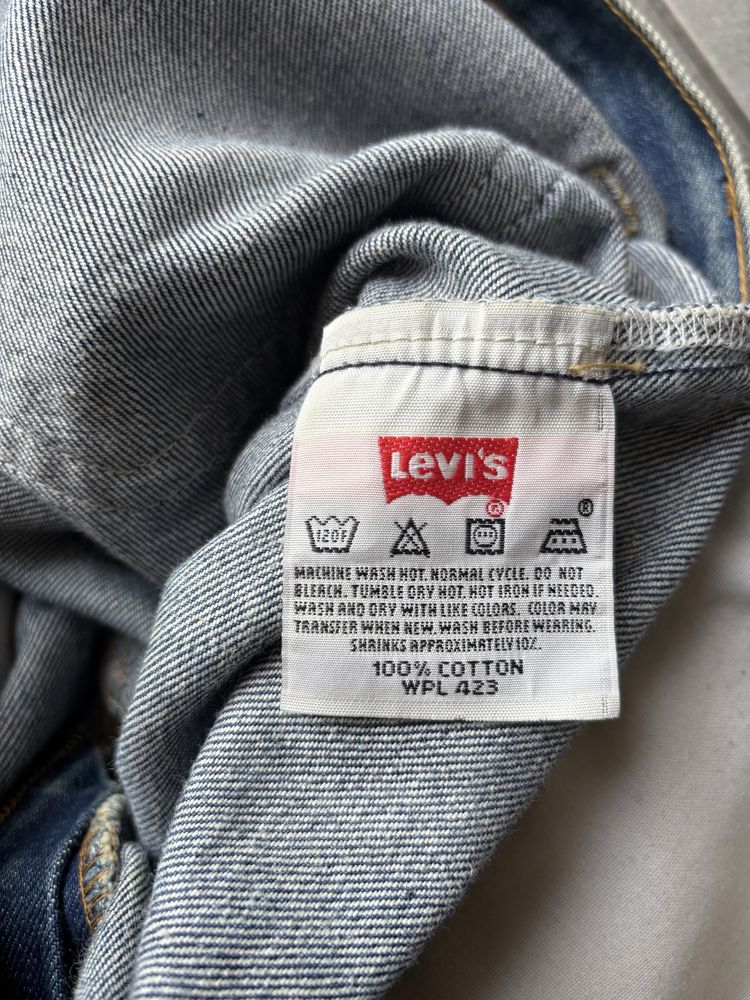 LEVI'S
®
120F
®
MACHINE WASH HOT. NORMAL CYCLE. DO NOT
BLEACH. TUMBLE DRY HOT. HOT IRON IF NEEDED.
WASH AND DRY WITH LIKE COLORS. COLOR MAY
TRANSFER WHEN NEW. WASH BEFORE WEARING.
SHRINKS APPROXIMATELY 10%.
100% COTTON
WPL 423